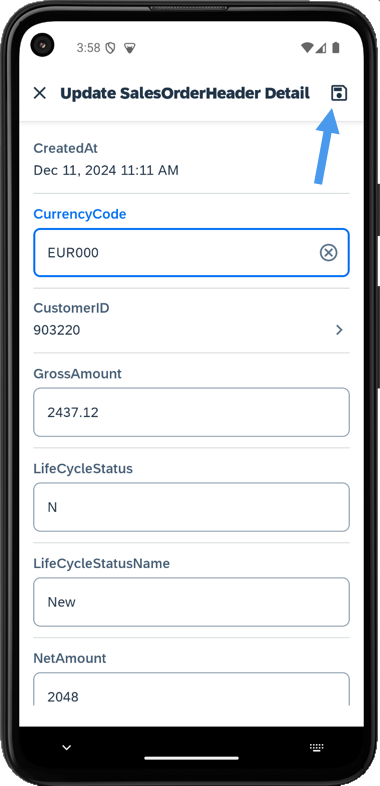 3:58
Update SalesOrderHeader Detail
CreatedAt
Dec 11, 2024 11:11 AM
CurrencyCode
EUR000
CustomerID
903220
GrossAmount
2437.12
LifeCycleStatus
N
LifeCycleStatusName
New
NetAmount
2048